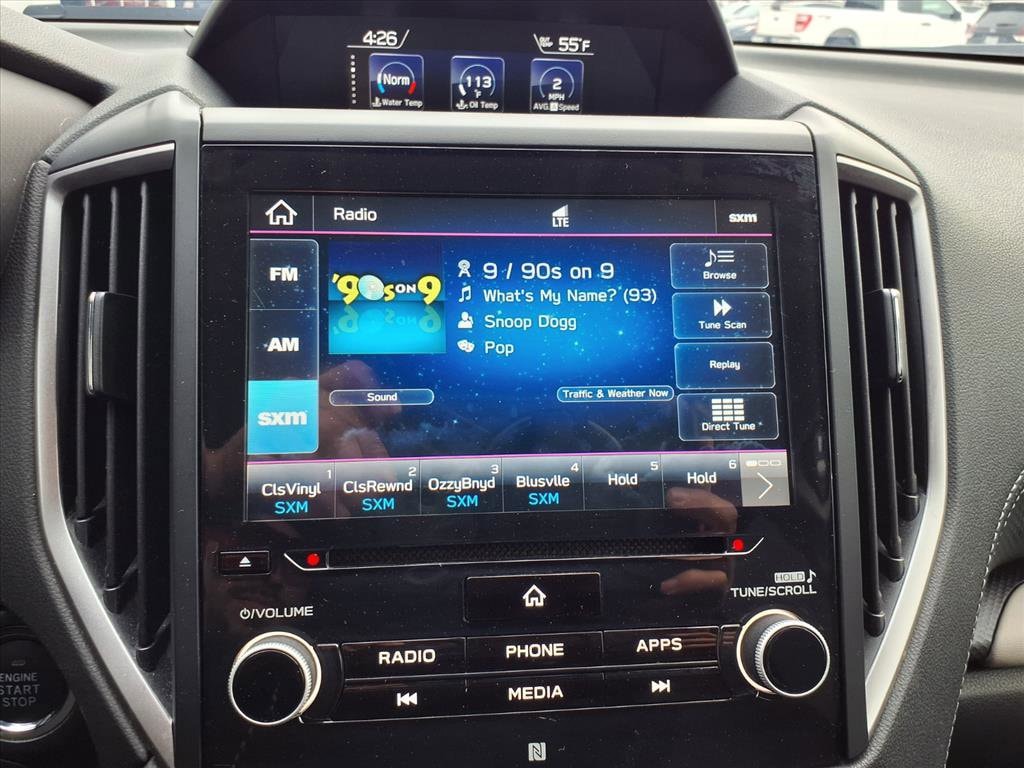 4:26
OUT TEMP 55°F
Norm
Water Temp
113 °F
Oil Temp
2 MPH
AVG. A Speed
Radio
LTE
sxm
FM
AM
sxm
'90s ON 9
9 / 90s on 9
What's My Name? (93)
Snoop Dogg
Pop
Browse
Tune Scan
Replay
Direct Tune
Sound
Traffic & Weather Now
1 ClsVinyl SXM
2 ClsRewnd SXM
3 OzzyBnyd SXM
4 Blusvlle SXM
5 Hold
6 Hold
HOLD
TUNE/SCROLL
/VOLUME
RADIO
PHONE
APPS
MEDIA
ENGINE
START
STOP
N